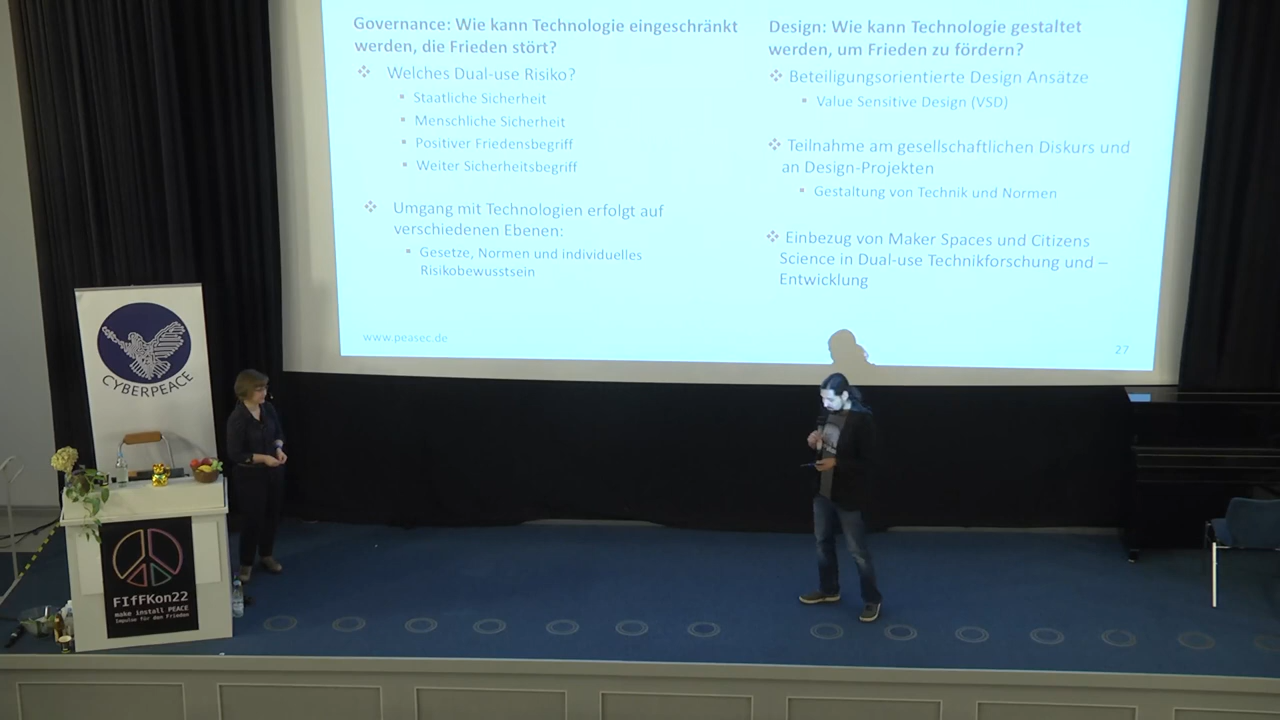 Governance: Wie kann Technologie eingeschränkt
werden, die Frieden stört?
Welches Dual-use Risiko?
Staatliche Sicherheit
Menschliche Sicherheit
Positiver Friedensbegriff
Weiter Sicherheitsbegriff
Umgang mit Technologien erfolgt auf
verschiedenen Ebenen:
Gesetze, Normen und individuelles
Risikobewusstsein
www.peasec.de
Design: Wie kann Technologie gestaltet
werden, um Frieden zu fördern?
Beteiligungsorientierte Design Ansätze
Value Sensitive Design (VSD)
Teilnahme am gesellschaftlichen Diskurs und
an Design-Projekten
Gestaltung von Technik und Normen
Einbezug von Maker Spaces und Citizens
Science in Dual-use Technikforschung und –
Entwicklung
27
CYBERPEACE
FIfFKon22
make install PEACE
Impulse für den Frieden